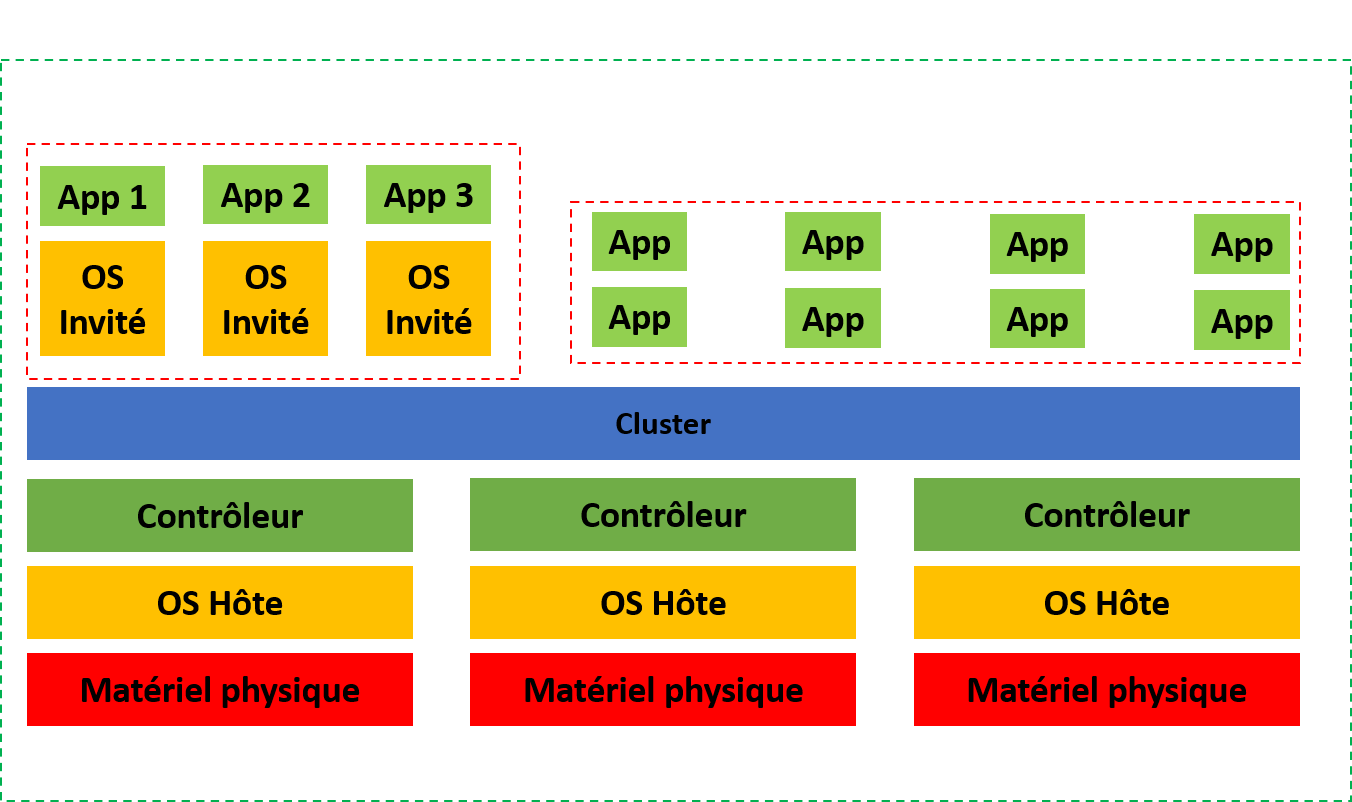 App 1
App 2
App 3
OS
Invité
OS
Invité
OS
Invité
App
App
App
App
App
App
App
App
Cluster
Contrôleur
Contrôleur
Contrôleur
OS Hôte
OS Hôte
OS Hôte
Matériel physique
Matériel physique
Matériel physique